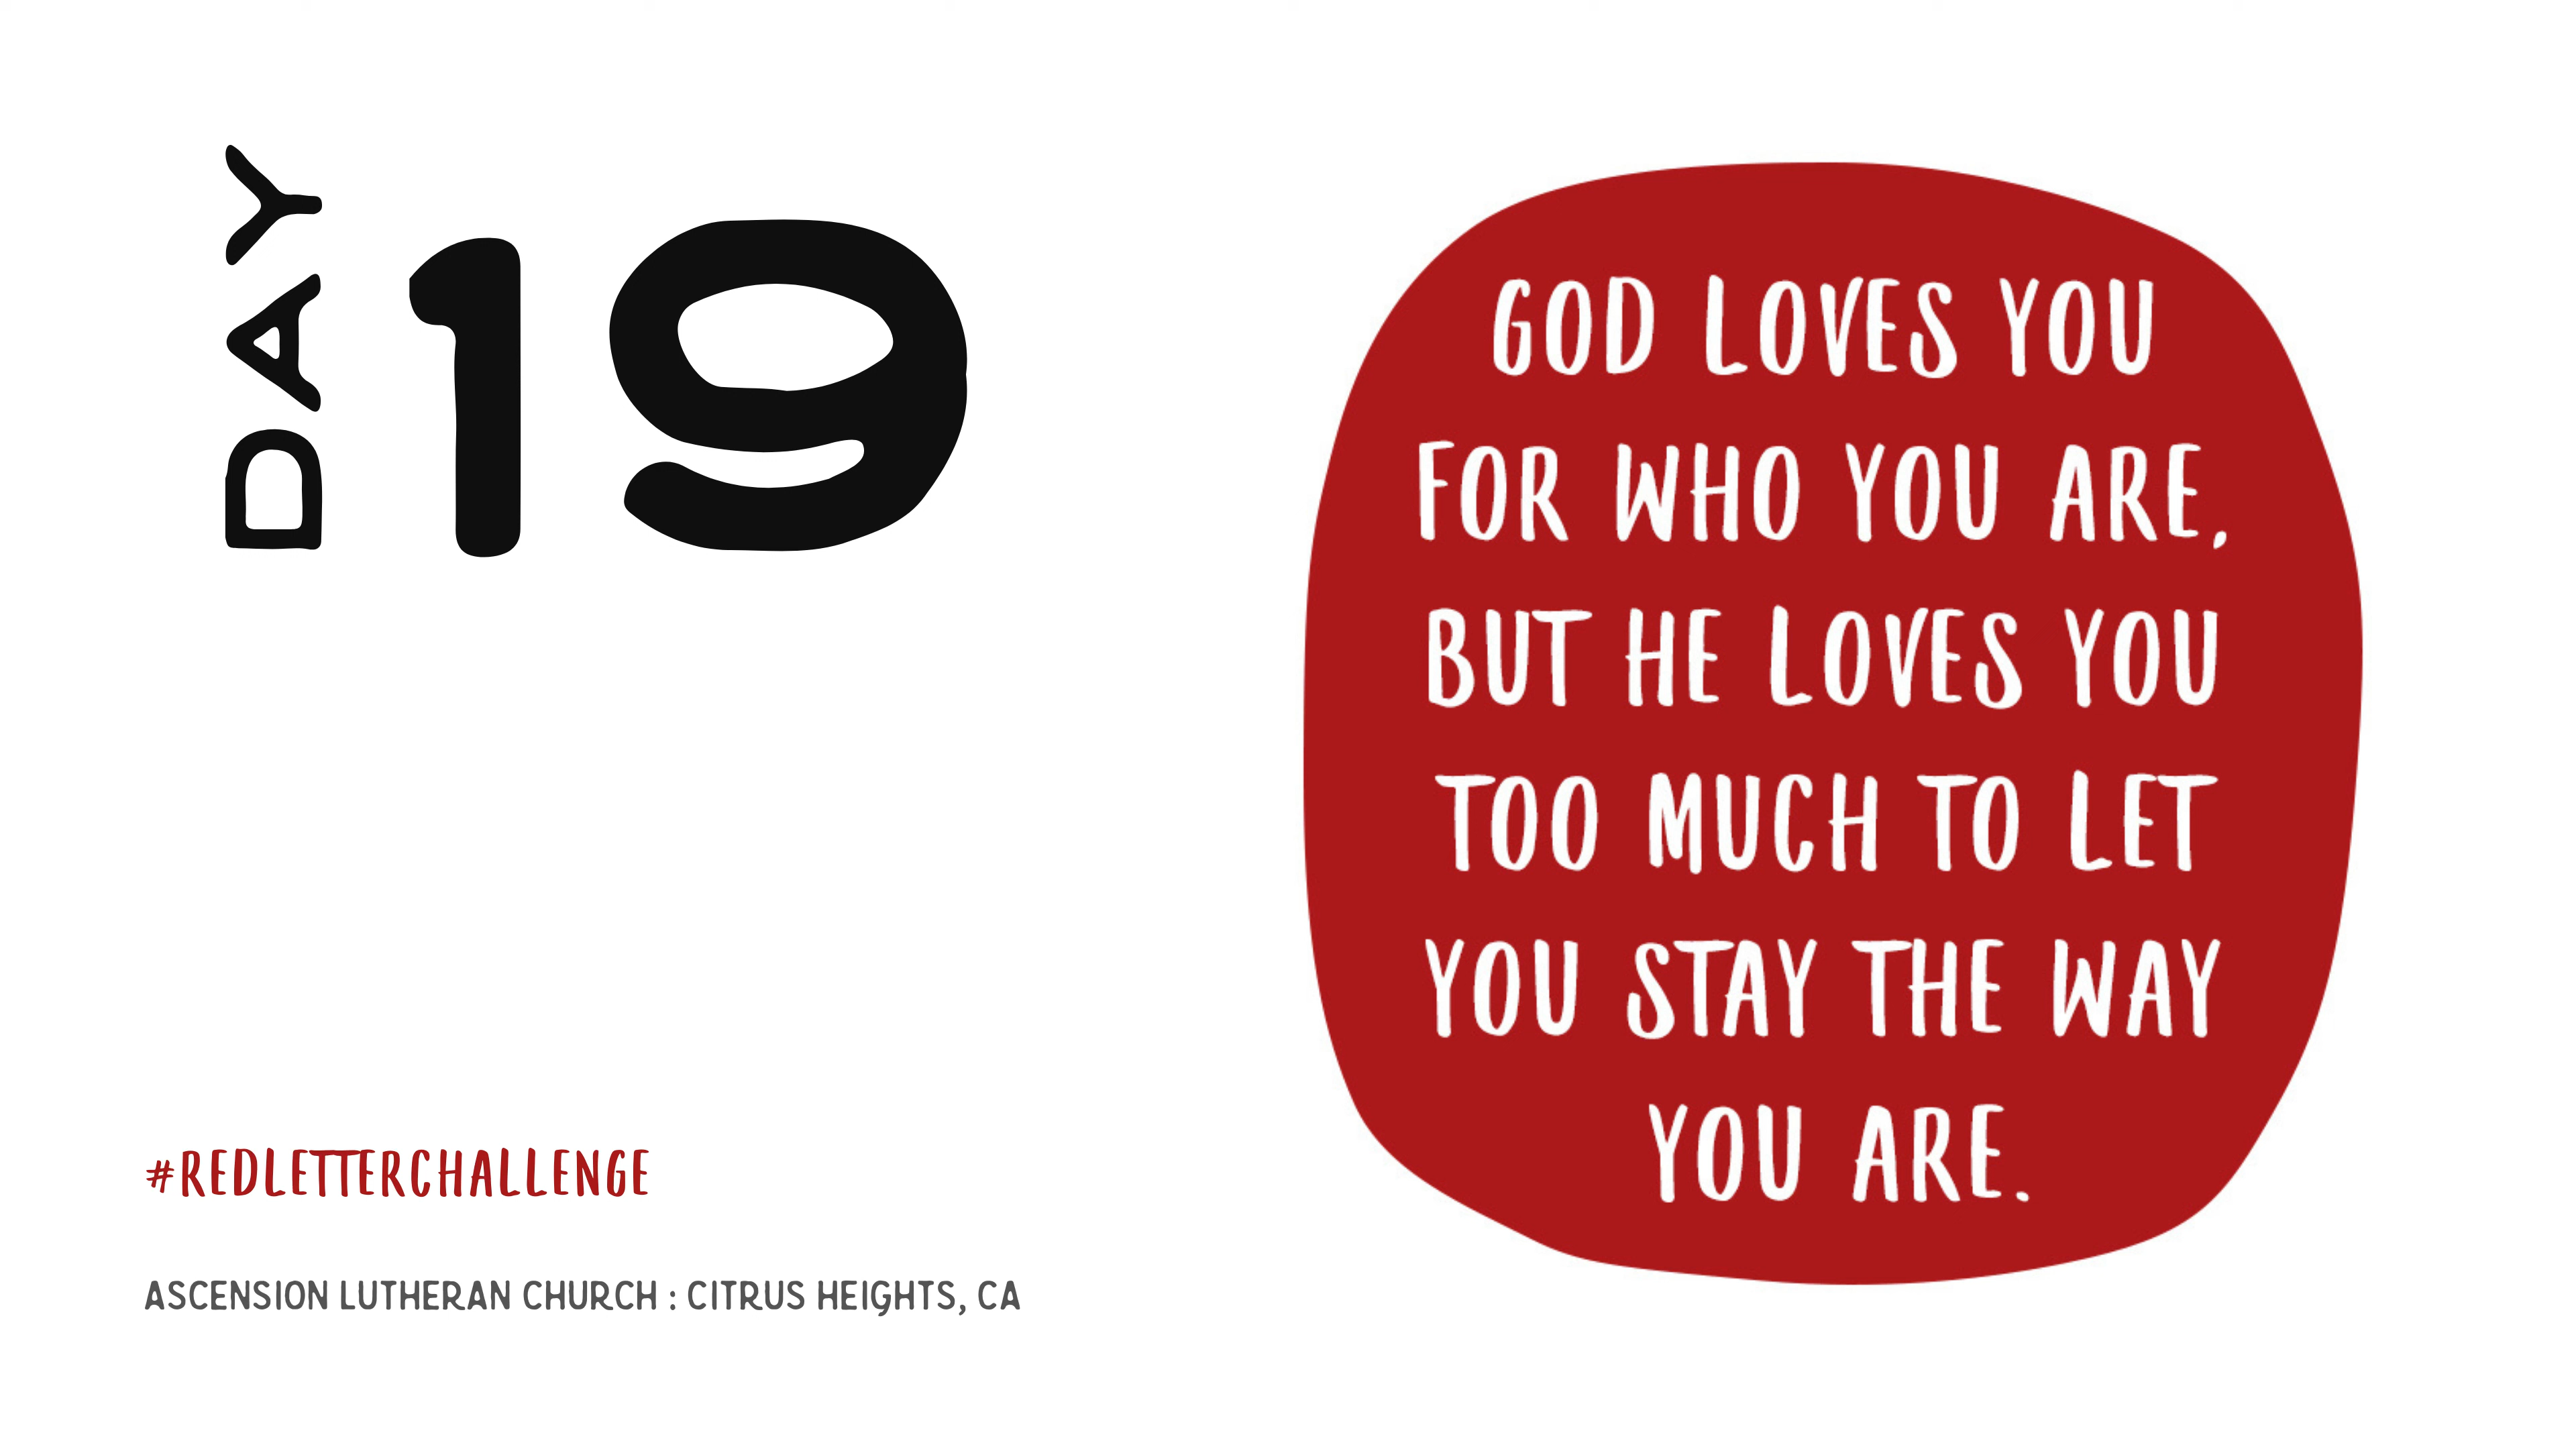 DAY 19
GOD LOVES YOU
FOR WHO YOU ARE,
BUT HE LOVES YOU
TOO MUCH TO LET
YOU STAY THE WAY
YOU ARE.
#REDLETTERCHALLENGE
ASCENSION LUTHERAN CHURCH : CITRUS HEIGHTS, CA